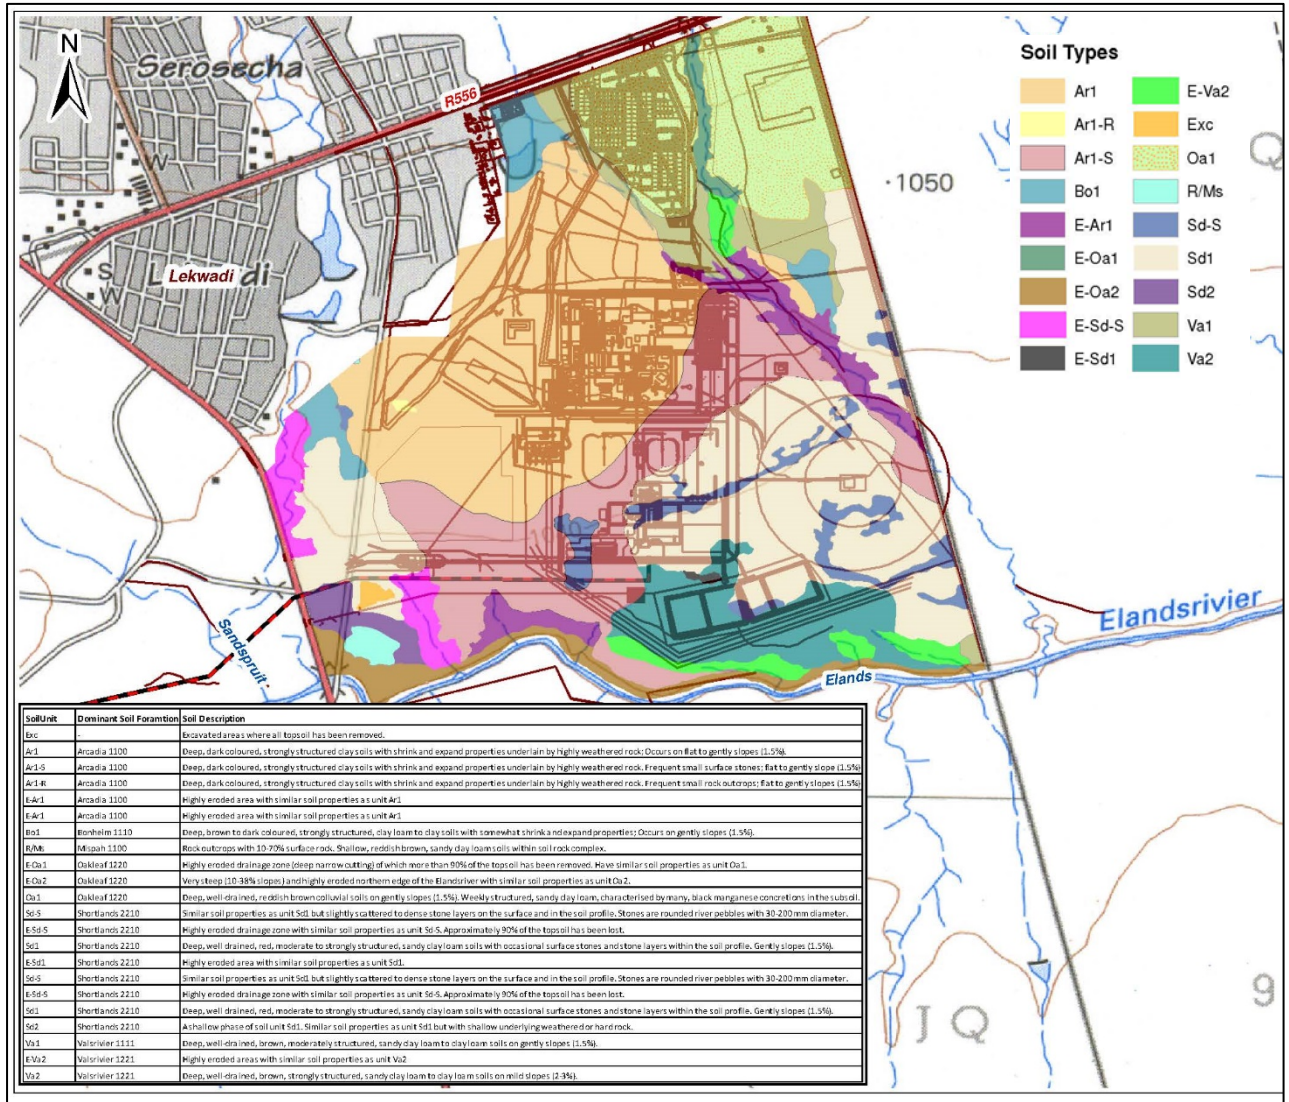 N
Serosecha
R556
W
S
W
Lekwadi
L di
·1050
Q
Soil Types
Ar1
Ar1-R
Ar1-S
Bo1
E-Ar1
E-Oa1
E-Oa2
E-Sd-S
E-Sd1
E-Va2
Exc
Oa1
R/Ms
Sd-S
Sd1
Sd2
Va1
Va2
Sandspruit
W
Elands
Elandsrivier
J Q
9
SoilUnit Dominant Soil Foramtion Soil Description
Exc - Excavated areas where all topsoil has been removed.
Ar1 Arcadia 1100 Deep, dark coloured, strongly structured clay soils with shrink and expand properties underlain by highly weathered rock; Occurs on flat to gently slopes (1.5%).
Ar1-S Arcadia 1100 Deep, dark coloured, strongly structured clay soils with shrink and expand properties underlain by highly weathered rock. Frequent small surface stones; flat to gently slope (1.5%)
Ar1-R Arcadia 1100 Deep, dark coloured, strongly structured clay soils with shrink and expand properties underlain by highly weathered rock. Frequent small rock outcrops; flat to gently slopes (1.5%)
E-Ar1 Arcadia 1100 Highly eroded area with similar soil properties as unit Ar1
E-Ar1 Arcadia 1100 Highly eroded area with similar soil properties as unit Ar1
Bo1 Bonheim 1110 Deep, brown to dark coloured, strongly structured, clay loam to clay soils with somewhat shrink and expand properties; Occurs on gently slopes (1.5%).
R/Ms Mispah 1100 Rock outcrops with 10-70% surface rock. Shallow, reddish brown, sandy clay loam soils within soil rock complex.
E-Oa1 Oakleaf 1220 Highly eroded drainage zone (deep narrow cutting) of which more than 90% of the topsoil has been removed. Have similar soil properties as unit Oa1.
E-Oa2 Oakleaf 1220 Very steep (10-38% slopes) and highly eroded northern edge of the Elandsriver with similar soil properties as unit Oa2.
Oa1 Oakleaf 1220 Deep, well-drained, reddish brown colluvial soils on gently slopes (1.5%). Weekly structured, sandy clay loam, characterised by many, black manganese concretions in the subsoil.
Sd-S Shortlands 2210 Similar soil properties as unit Sd1 but slightly scattered to dense stone layers on the surface and in the soil profile. Stones are rounded river pebbles with 30-200 mm diameter.
E-Sd-S Shortlands 2210 Highly eroded drainage zone with similar soil properties as unit Sd-S. Approximately 90% of the topsoil has been lost.
Sd1 Shortlands 2210 Deep, well drained, red, moderate to strongly structured, sandy clay loam soils with occasional surface stones and stone layers within the soil profile. Gently slopes (1.5%).
E-Sd1 Shortlands 2210 Highly eroded area with similar soil properties as unit Sd1.
Sd-S Shortlands 2210 Similar soil properties as unit Sd1 but slightly scattered to dense stone layers on the surface and in the soil profile. Stones are rounded river pebbles with 30-200 mm diameter.
E-Sd-S Shortlands 2210 Highly eroded drainage zone with similar soil properties as unit Sd-S. Approximately 90% of the topsoil has been lost.
Sd1 Shortlands 2210 Deep, well drained, red, moderate to strongly structured, sandy clay loam soils with occasional surface stones and stone layers within the soil profile. Gently slopes (1.5%).
Sd2 Shortlands 2210 A shallow phase of soil unit Sd1. Similar soil properties as unit Sd1 but with shallow underlying weathered or hard rock.
Va1 Valsrivier 1111 Deep, well-drained, brown, moderately structured, sandy clay loam to clay loam soils on gently slopes (1.5%).
E-Va2 Valsrivier 1221 Highly eroded areas with similar soil properties as unit Va2
Va2 Valsrivier 1221 Deep, well-drained, brown, strongly structured, sandy clay loam to clay loam soils on mild slopes (2-3%).